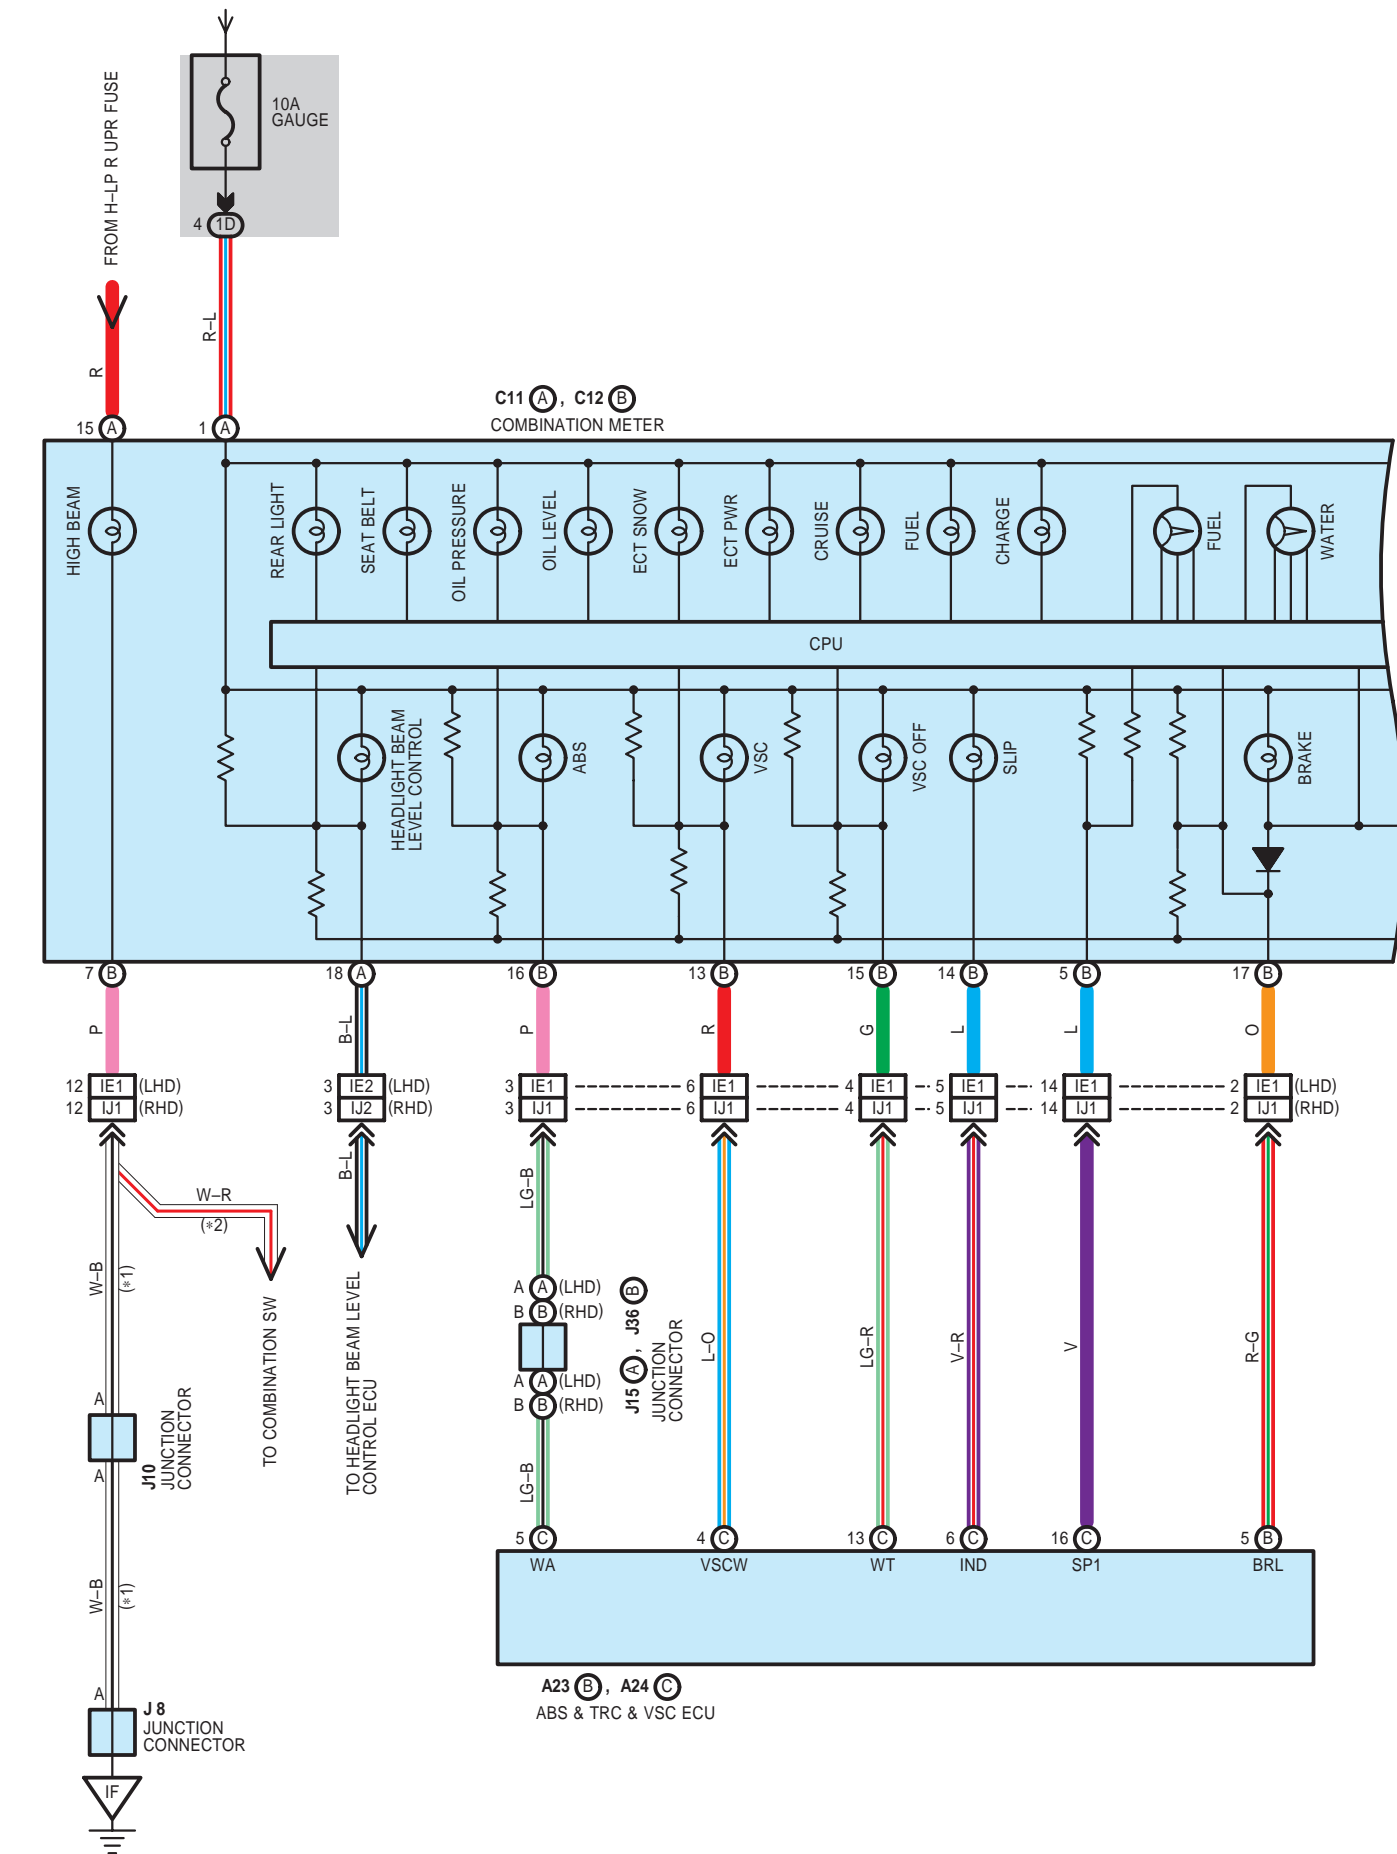 FROM H–LP R UPR FUSE
10A
GAUGE
4 1D
R
R–L
C11 A , C12 B
COMBINATION METER
15 A
1 A
HIGH BEAM
REAR LIGHT
SEAT BELT
OIL PRESSURE
OIL LEVEL
ECT SNOW
ECT PWR
CRUISE
FUEL
CHARGE
FUEL
WATER
CPU
HEADLIGHT BEAM
LEVEL CONTROL
ABS
VSC
VSC OFF
SLIP
BRAKE
7 B
18 A
16 B
13 B
15 B
14 B
5 B
17 B
P
B–L
P
R
G
L
L
O
12 IE1 (LHD)
12 IJ1 (RHD)
3 IE2 (LHD)
3 IJ2 (RHD)
3 IE1
3 IJ1
6 IE1
6 IJ1
4 IE1
4 IJ1
5 IE1
5 IJ1
14 IE1
14 IJ1
2 IE1 (LHD)
2 IJ1 (RHD)
B–L
LG–B
W–R
(*2)
W–B
(*1)
TO COMBINATION SW
TO HEADLIGHT BEAM LEVEL
CONTROL ECU
A A (LHD)
B B (RHD)
A A (LHD)
B B (RHD)
J15 A , J36 B
JUNCTION
CONNECTOR
L–O
LG–R
V–R
V
R–G
A
J10
JUNCTION
CONNECTOR
A
LG–B
5 C
4 C
13 C
6 C
16 C
5 B
WA
VSCW
WT
IND
SP1
BRL
W–B
(*1)
A23 B , A24 C
ABS & TRC & VSC ECU
A
J 8
JUNCTION
CONNECTOR
IF